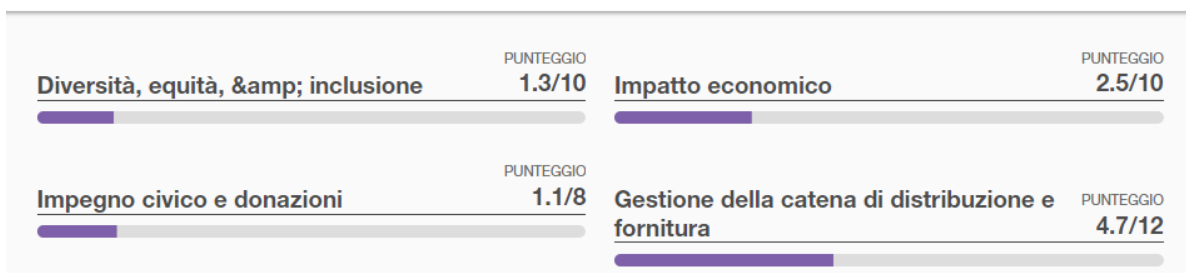 PUNTEGGIO
Diversità, equità, &amp; inclusione 1.3/10
PUNTEGGIO
Impatto economico 2.5/10
PUNTEGGIO
Impegno civico e donazioni 1.1/8
Gestione della catena di distribuzione e PUNTEGGIO
fornitura 4.7/12